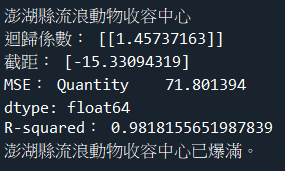 澎湖縣流浪動物收容中心
迴歸係數： [[1.45737163]]
截距： [-15.33094319]
MSE： Quantity    71.801394
dtype: float64
R-squared： 0.9818155651987839
澎湖縣流浪動物收容中心已爆滿。